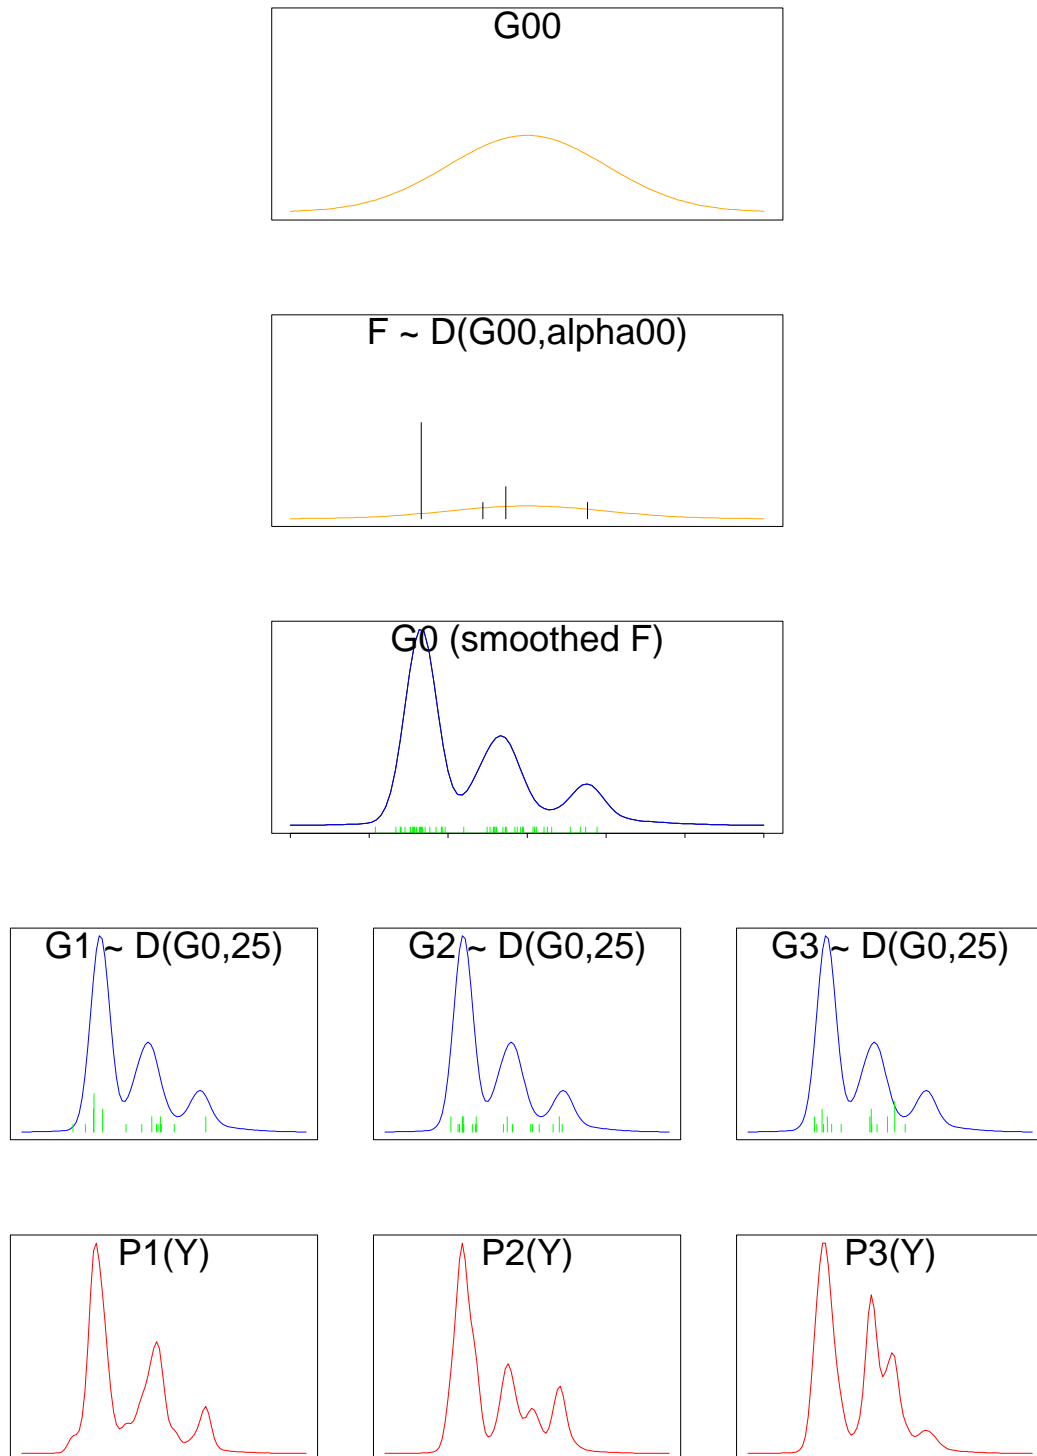 G00
F ~ D(G00,alpha00)
G0 (smoothed F)
G1 ~ D(G0,25)
G2 ~ D(G0,25)
G3 ~ D(G0,25)
P1(Y)
P2(Y)
P3(Y)